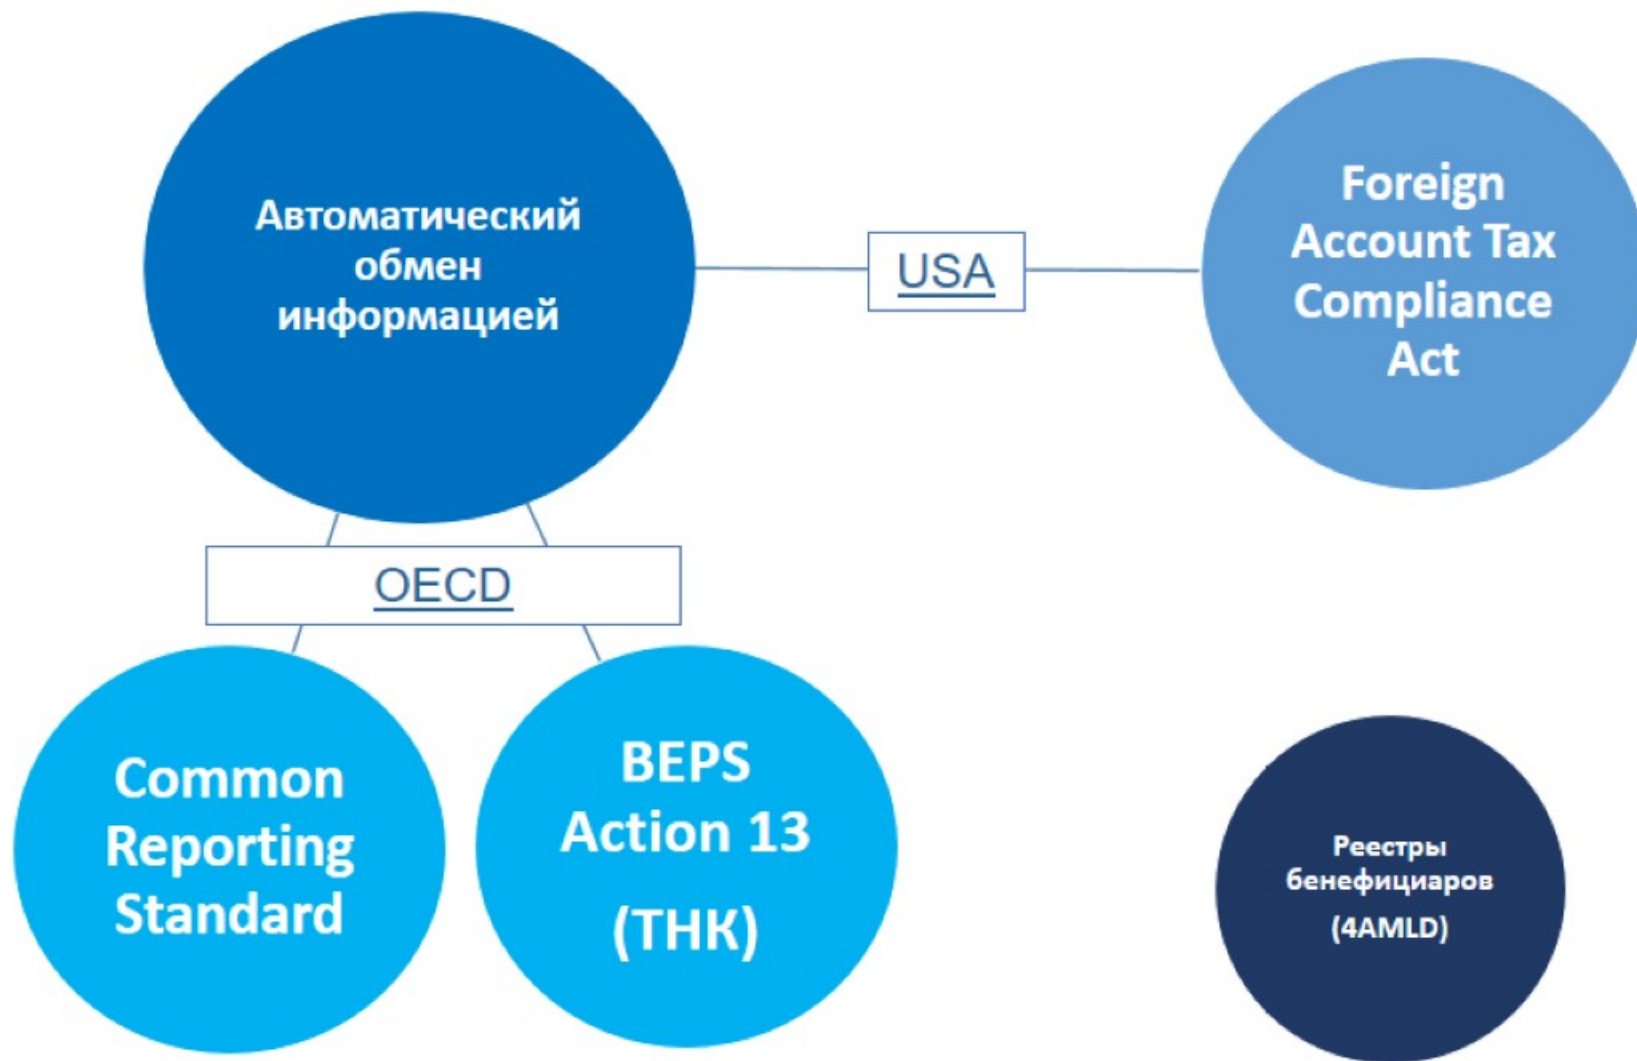 Автоматический
обмен
информацией
USA
Foreign
Account Tax
Compliance
Act
OECD
Common
Reporting
Standard
BEPS
Action 13
(ТНК)
Реестры
бенефициаров
(4AMLD)